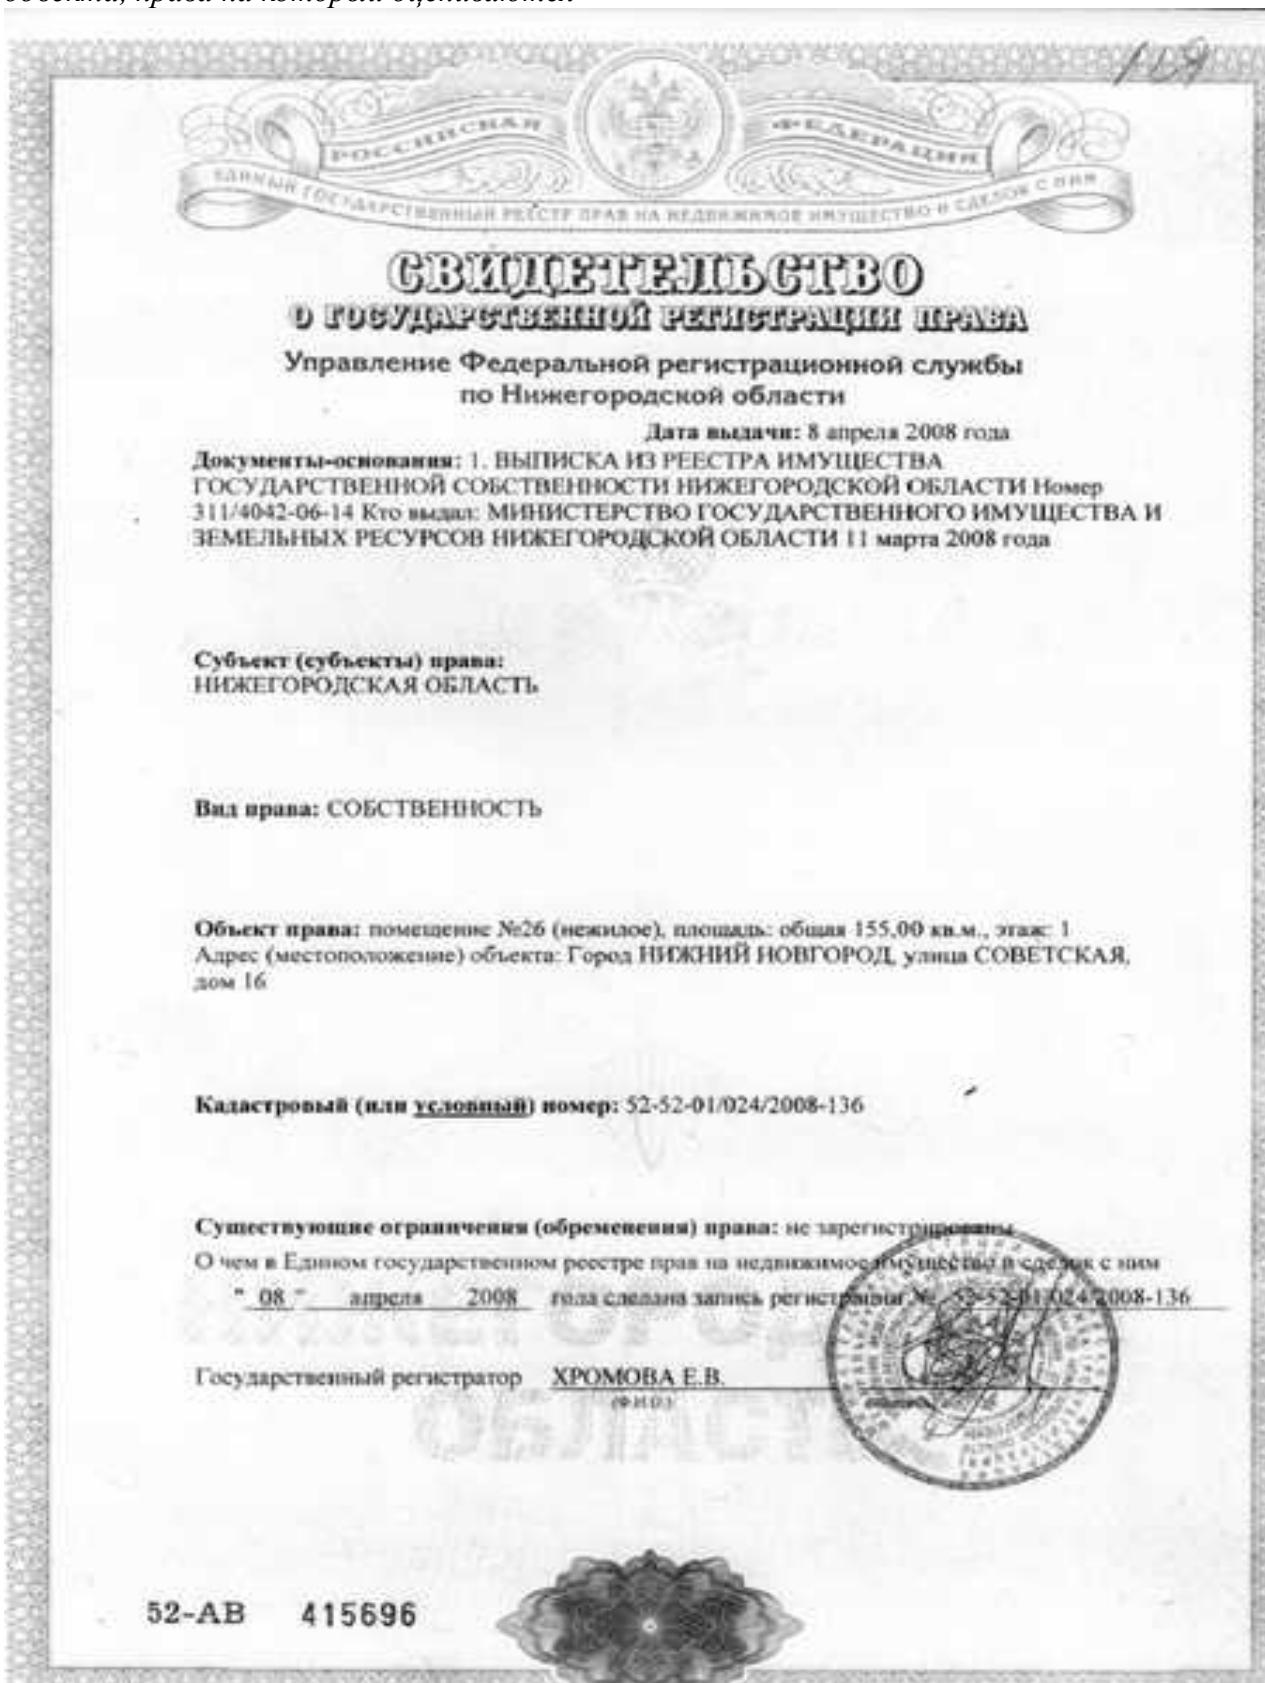 объекта, права на которые оцениваются
РОССИЙСКАЯ ФЕДЕРАЦИЯ
ЕДИНЫЙ ГОСУДАРСТВЕННЫЙ РЕЕСТР ПРАВ НА НЕДВИЖИМОЕ ИМУЩЕСТВО И СДЕЛОК С НИМ
СВИДЕТЕЛЬСТВО
О ГОСУДАРСТВЕННОЙ РЕГИСТРАЦИИ ПРАВА
Управление Федеральной регистрационной службы
по Нижегородской области
Дата выдачи: 8 апреля 2008 года
Документы-основания: 1. ВЫПИСКА ИЗ РЕЕСТРА ИМУЩЕСТВА
ГОСУДАРСТВЕННОЙ СОБСТВЕННОСТИ НИЖЕГОРОДСКОЙ ОБЛАСТИ Номер
311/4042-06-14 Кто выдал: МИНИСТЕРСТВО ГОСУДАРСТВЕННОГО ИМУЩЕСТВА И
ЗЕМЕЛЬНЫХ РЕСУРСОВ НИЖЕГОРОДСКОЙ ОБЛАСТИ 11 марта 2008 года
Субъект (субъекты) права:
НИЖЕГОРОДСКАЯ ОБЛАСТЬ
Вид права: СОБСТВЕННОСТЬ
Объект права: помещение №26 (нежилое), площадь: общая 155,00 кв.м., этаж: 1
Адрес (местоположение) объекта: Город НИЖНИЙ НОВГОРОД, улица СОВЕТСКАЯ,
дом 16
Кадастровый (или условный) номер: 52-52-01/024/2008-136
Существующие ограничения (обременения) права: не зарегистрированы
О чем в Едином государственном реестре прав на недвижимое имущество и сделок с ним
" 08 " апреля 2008 года сделана запись регистрации № 52-52-01/024/2008-136
Государственный регистратор ХРОМОВА Е.В.
(Ф.И.О.)
52-АВ 415696